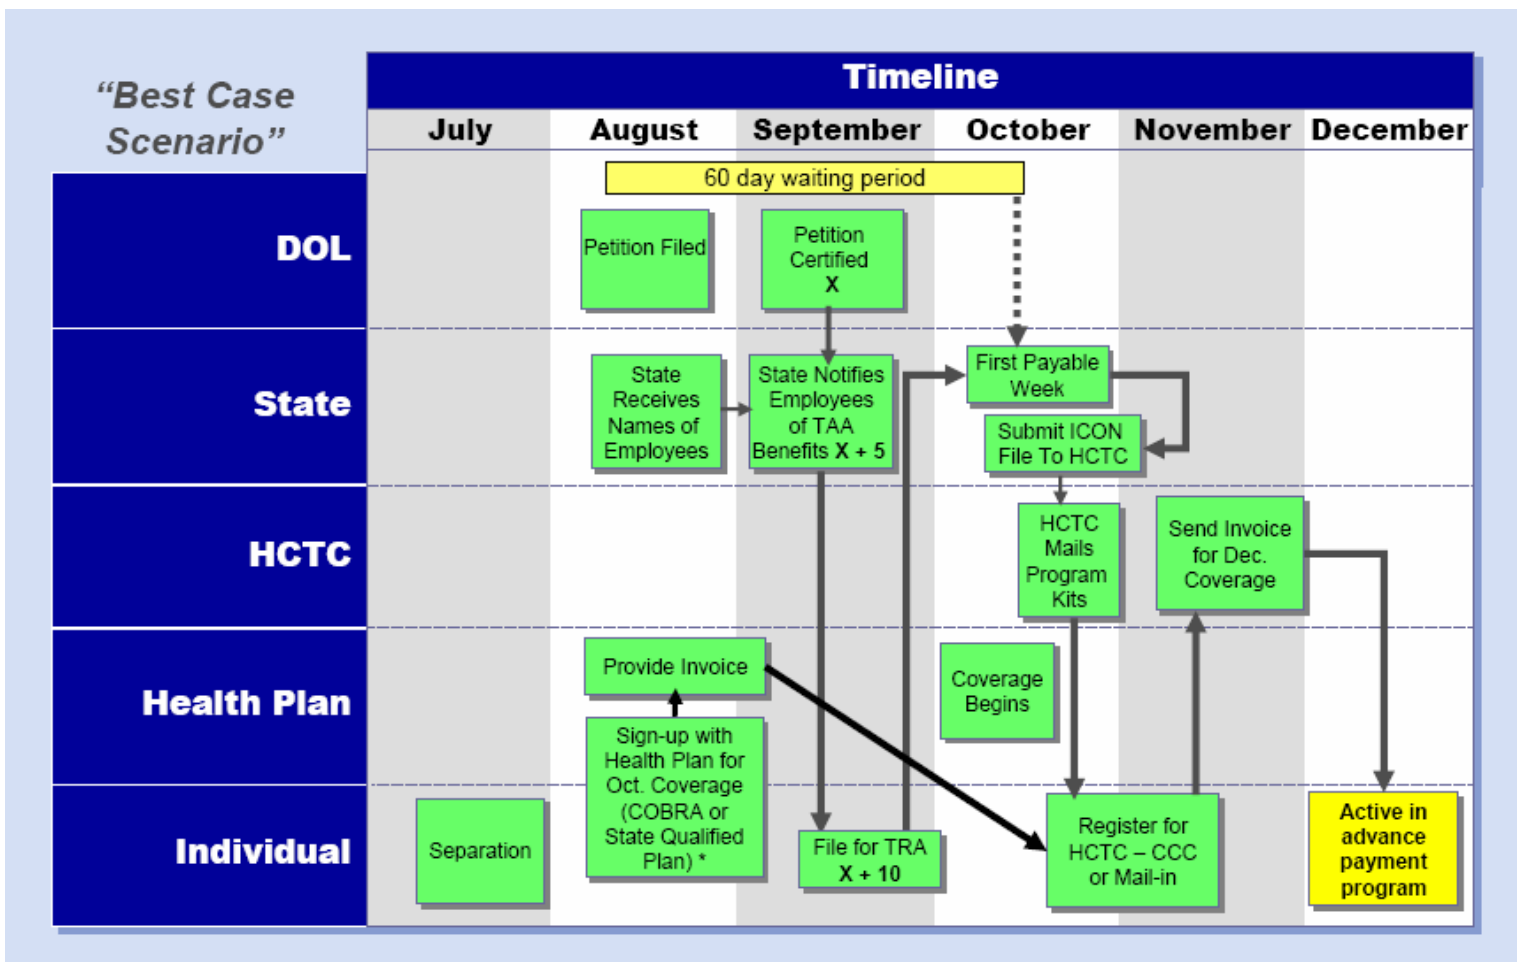 “Best Case
Scenario”
Timeline
July
August
September
October
November
December
60 day waiting period
DOL
Petition Filed
Petition
Certified
X
State
State
Receives
Names of
Employees
State Notifies
Employees
of TAA
Benefits X + 5
First Payable
Week
Submit ICON
File To HCTC
HCTC
HCTC
Mails
Program
Kits
Send Invoice
for Dec.
Coverage
Health Plan
Provide Invoice
Coverage
Begins
Sign-up with
Health Plan for
Oct. Coverage
(COBRA or
State Qualified
Plan) *
Individual
Separation
File for TRA
X + 10
Register for
HCTC – CCC
or Mail-in
Active in
advance
payment
program